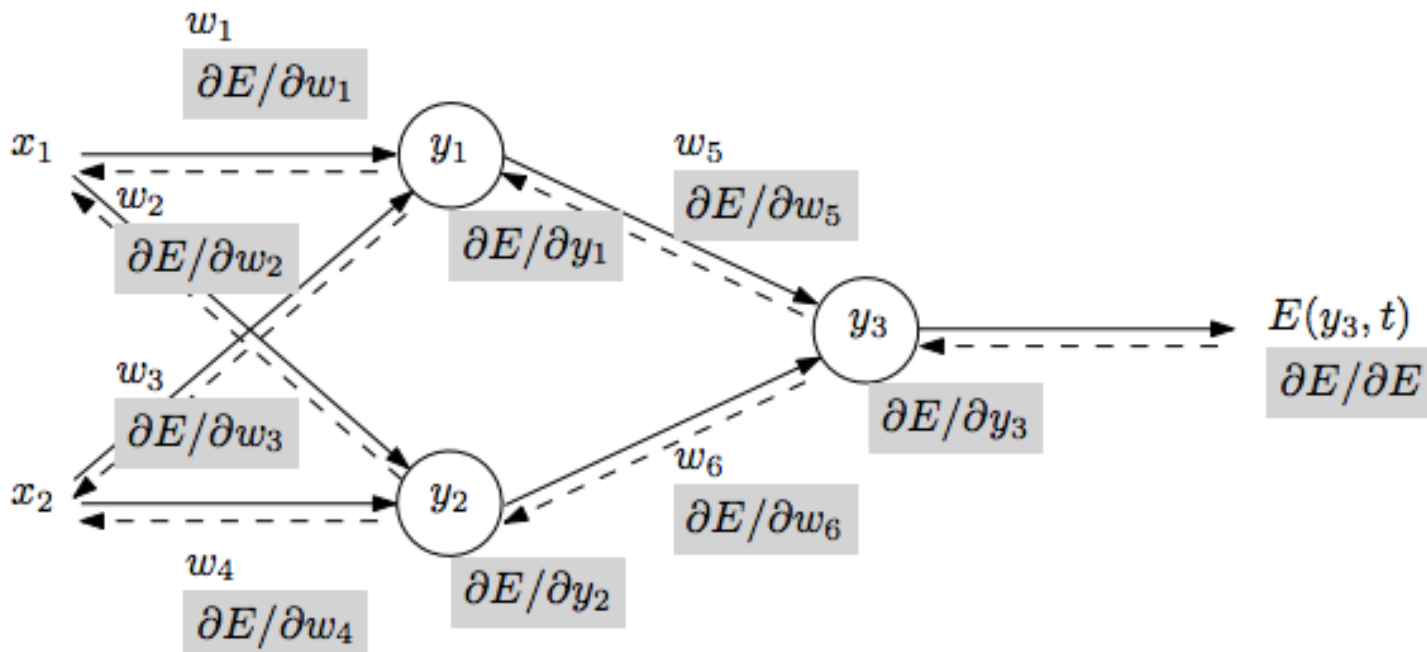 w₁
∂E/∂w₁
x₁
y₁
w₂
∂E/∂w₂
∂E/∂y₁
w₅
∂E/∂w₅
y₃
E(y₃, t)
∂E/∂E
∂E/∂y₃
w₃
∂E/∂w₃
x₂
y₂
w₆
∂E/∂w₆
∂E/∂y₂
w₄
∂E/∂w₄